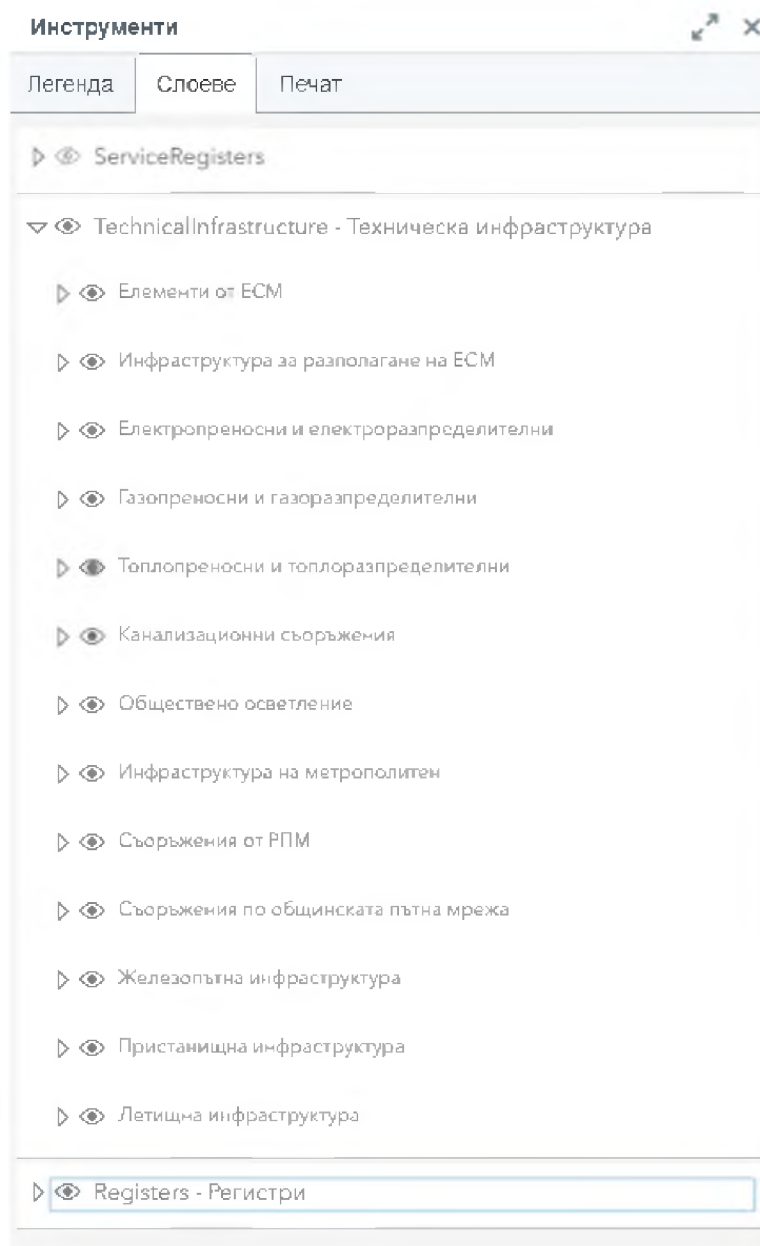 Инструменти
Легенда Слоеве Печат
ServiceRegisters
TechnicalInfrastructure - Техническа инфраструктура
Елементи от ЕСМ
Инфраструктура за разполагане на ЕСМ
Електропреносни и електроразпределителни
Газопреносни и газоразпределителни
Топлопреносни и топлоразпределителни
Канализационни съоръжения
Обществено осветление
Инфраструктура на метрополитен
Съоръжения от РПМ
Съоръжения по общинската пътна мрежа
Железопътна инфраструктура
Пристанищна инфраструктура
Летищна инфраструктура
Registers - Регистри